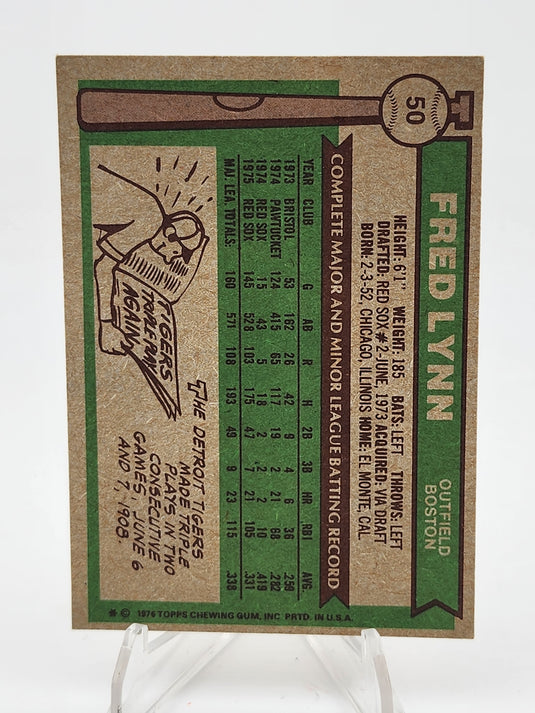 50
FRED LYNN
OUTFIELD
BOSTON
HEIGHT: 6'1" WEIGHT: 185 BATS: LEFT THROWS: LEFT
DRAFTED: RED SOX #2-JUNE, 1973 ACQUIRED: VIA DRAFT
BORN: 2-3-52, CHICAGO, ILLINOIS HOME: EL MONTE, CAL
COMPLETE MAJOR AND MINOR LEAGUE BATTING RECORD
YEAR CLUB G AB R H 2B 3B HR RBI AVG
1973 BRISTOL 53 162 26 42 9 4 6 36 .259
1974 PAWTUCKET 124 415 65 117 19 2 21 68 .282
1974 RED SOX 15 43 5 18 2 2 2 10 .419
1975 RED SOX 145 528 103 175 47 7 21 105 .331
MAJ. LEA. TOTALS: 160 571 108 193 49 9 23 115 .338
TIGERS
TRIPLE PLAY
AGAIN!
THE DETROIT TIGERS
MADE TRIPLE
PLAYS IN TWO
CONSECUTIVE
GAMES JUNE 6
AND 7, 1908.
* © 1976 TOPPS CHEWING GUM, INC. PRTD. IN U.S.A.